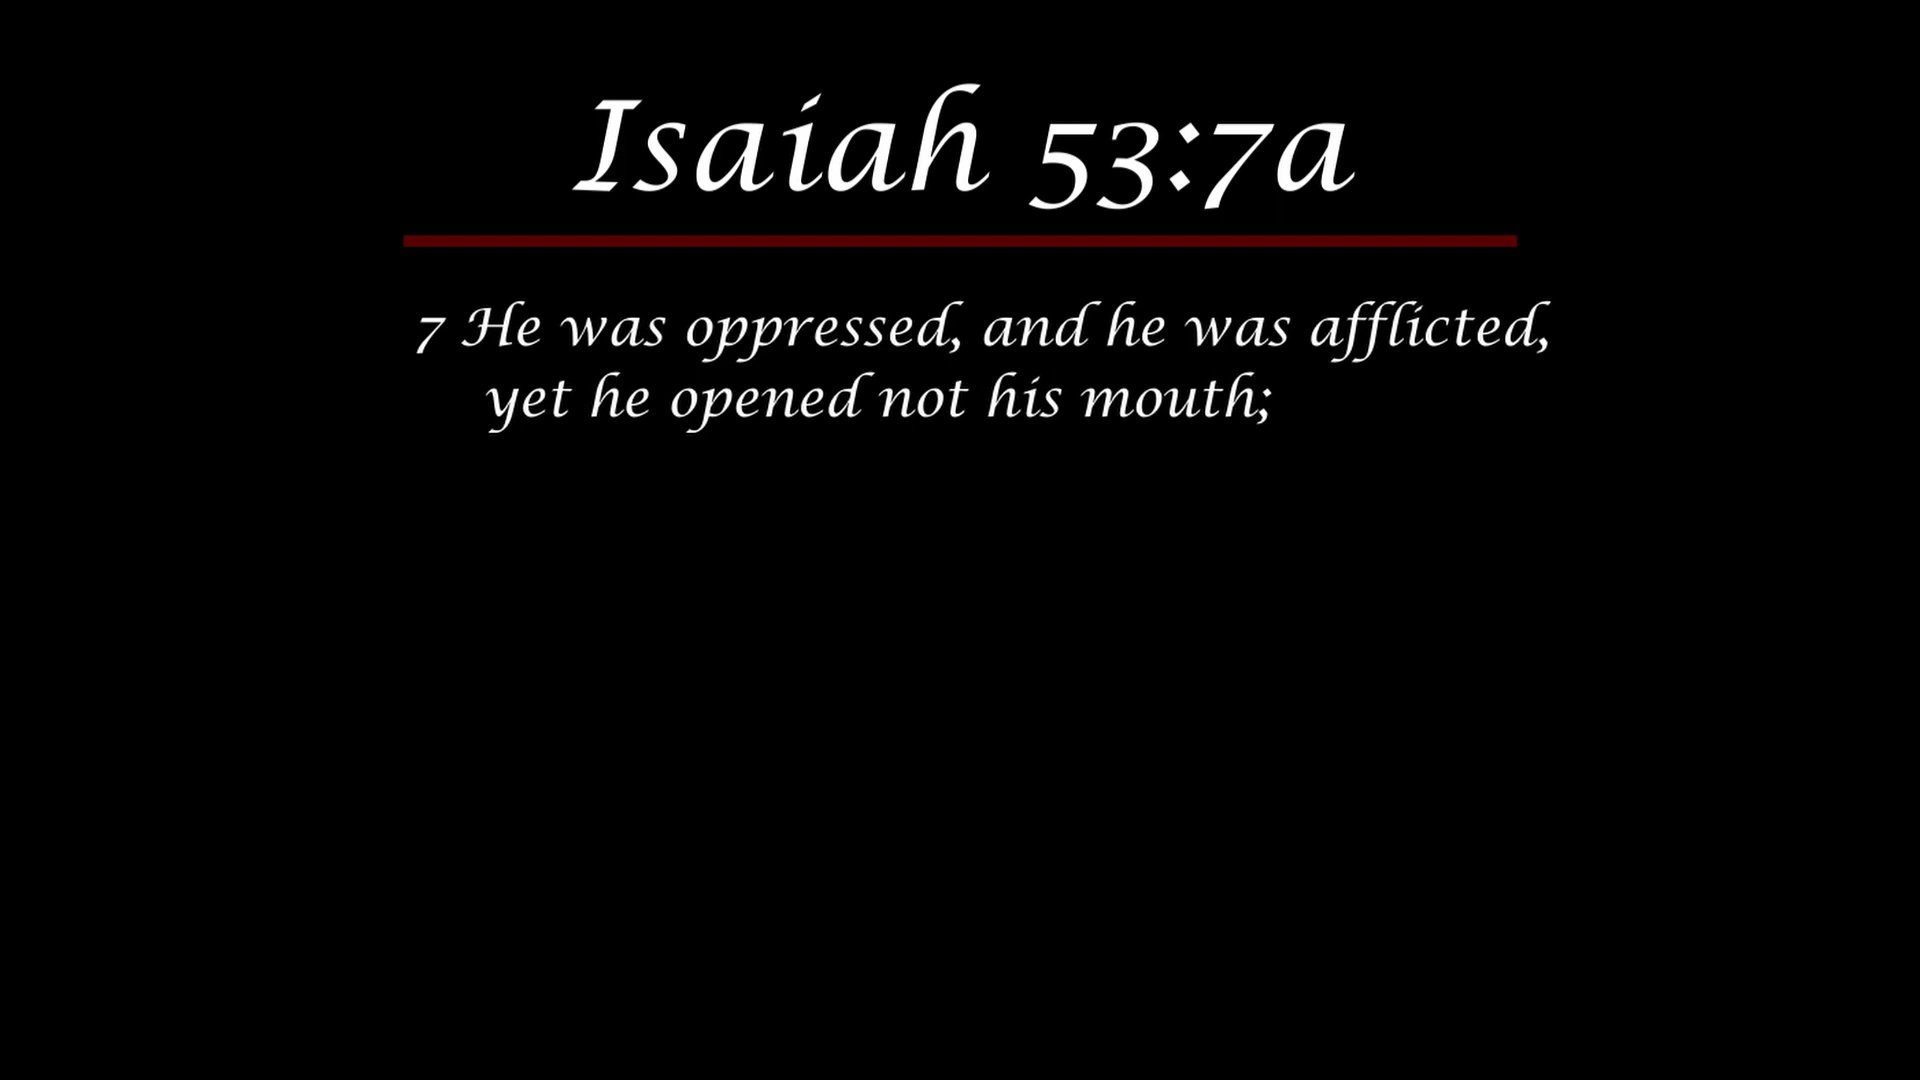 Isaiah 53:7a
7 He was oppressed, and he was afflicted,
yet he opened not his mouth;